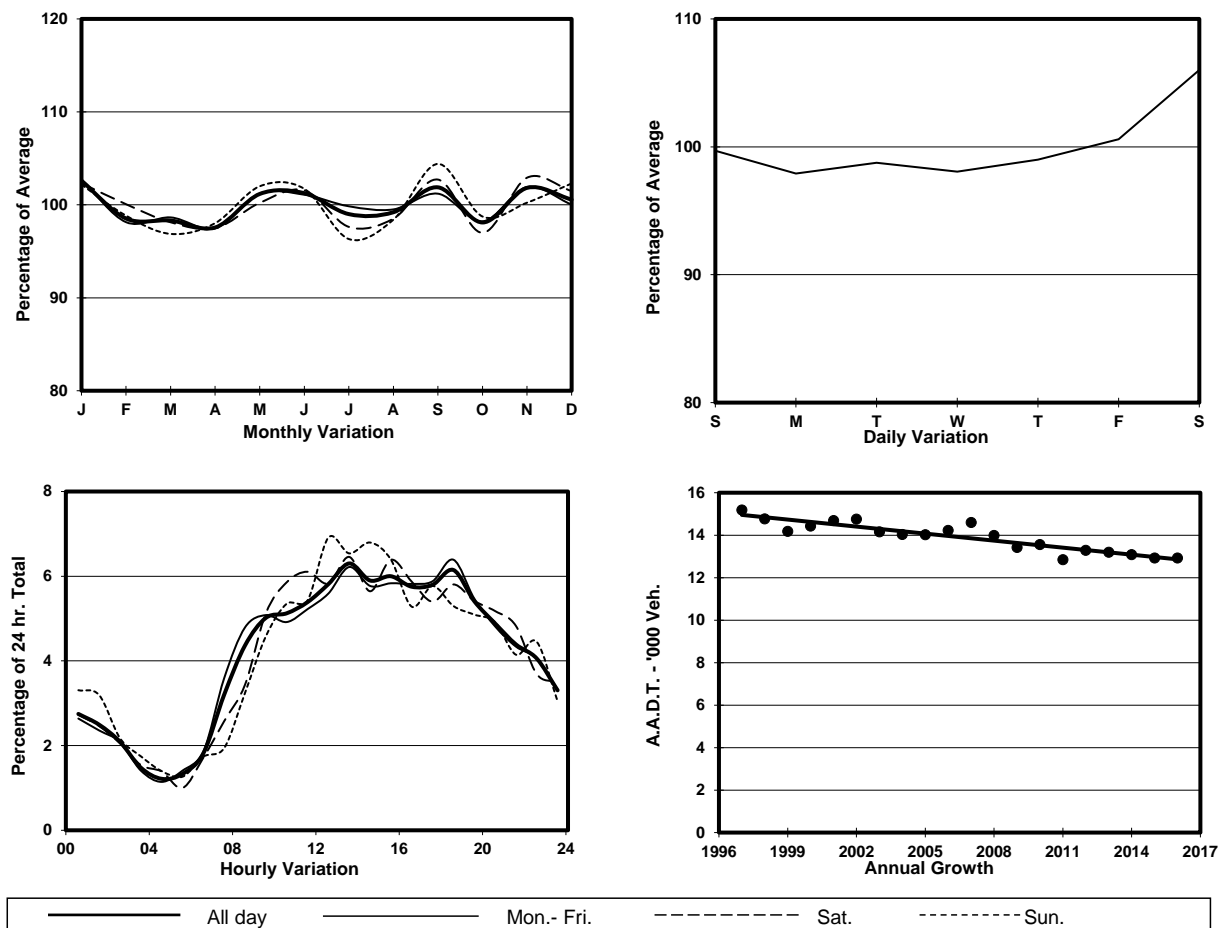 120
110
100
90
80
Percentage of Average
J F M A M J J A S O N D
Monthly Variation
110
100
90
80
Percentage of Average
S M T W T F S
Daily Variation
8
6
4
2
0
Percentage of 24 hr. Total
00 04 08 12 16 20 24
Hourly Variation
16
14
12
10
8
6
4
2
0
A.A.D.T. - '000 Veh.
1996 1999 2002 2005 2008 2011 2014 2017
Annual Growth
All day Mon.- Fri. Sat. Sun.